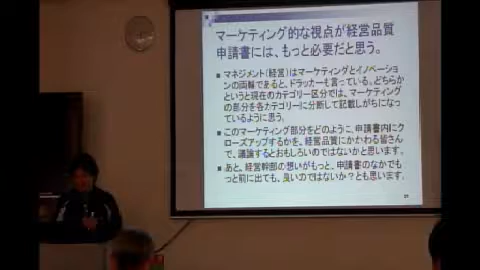 マーケティング的な視点が経営品質
申請書には、もっと必要だと思う。
マネジメント(経営)はマーケティングとイノベーショ
ンの両輪であると、ドラッカーも言っている。どちらか
というと現在のカテゴリー区分では、マーケティング
の部分を各カテゴリーに分断して記載しがちになっ
ているように思う。
このマーケティング部分をどのように、申請書内にク
ローズアップするかを、経営品質にかかわる皆さん
で、議論するとおもしろいのではないかと思います。
あと、経営幹部の想いがもっと、申請書のなかでも
っと前に出ても、良いのではないか?とも思います。